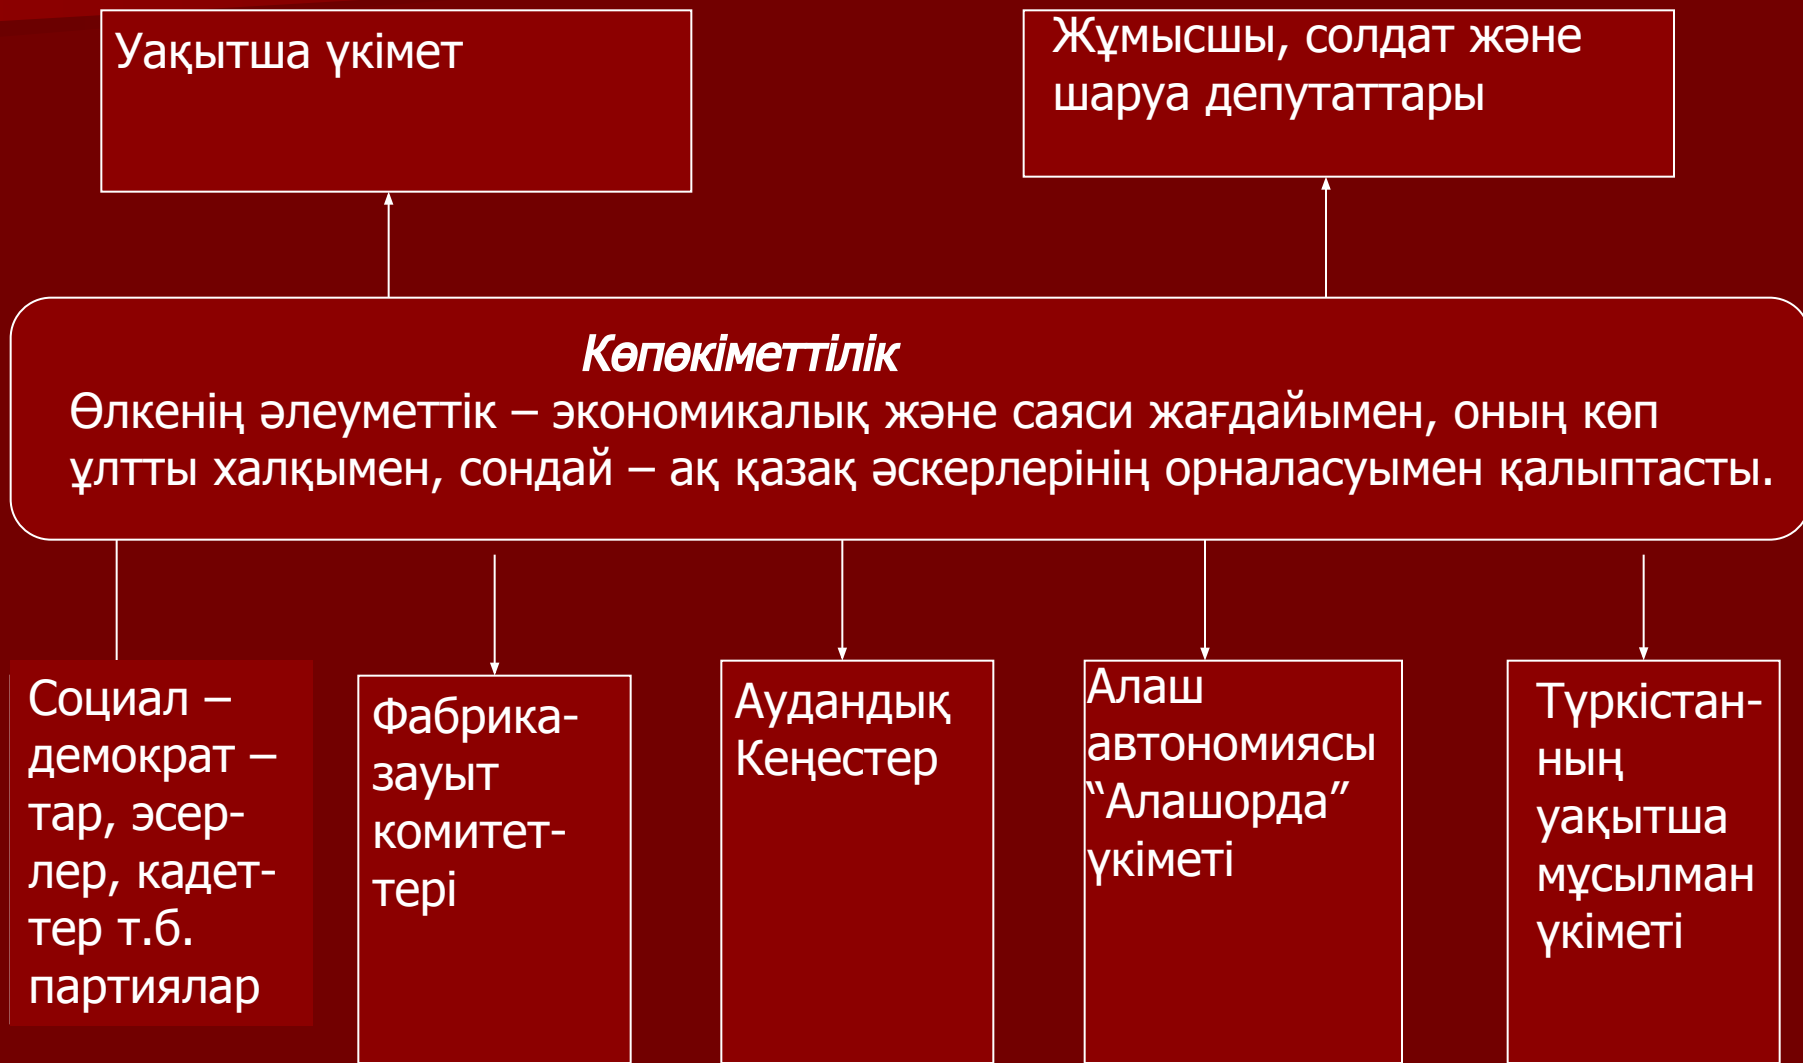 Уақытша үкімет
Жұмысшы, солдат және
шаруа депутаттары
Көпөкіметтілік
Өлкенің әлеуметтік – экономикалық және саяси жағдайымен, оның көп
ұлтты халқымен, сондай – ақ қазақ әскерлерінің орналасуымен қалыптасты.
Социал –
демократ –
тар, эсер-
лер, кадет-
тер т.б.
партиялар
Фабрика-
зауыт
комитет-
тері
Аудандық
Кеңестер
Алаш
автономиясы
“Алашорда”
үкіметі
Түркістан-
ның
уақытша
мұсылман
үкіметі